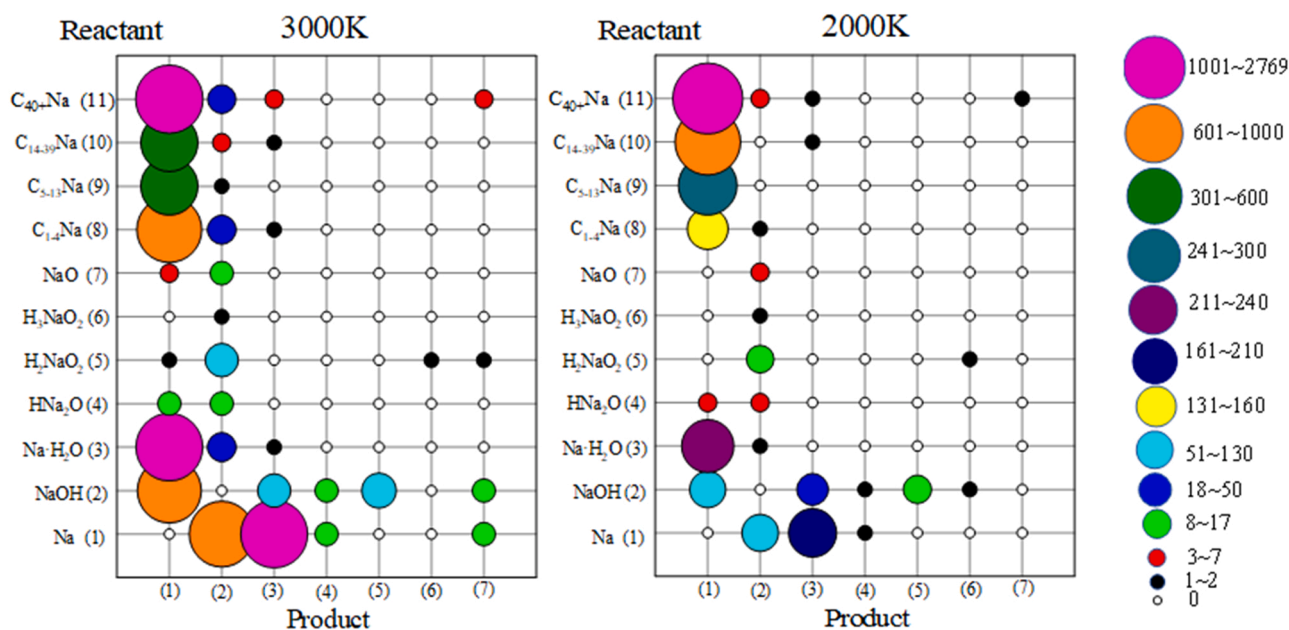 Reactant 3000K Reactant 2000K
C₄₀₊Na (11) C₄₀₊Na (11) 1001~2769
C₁₄₋₃₉Na (10) C₁₄₋₃₉Na (10) 601~1000
C₅₋₁₃Na (9) C₅₋₁₃Na (9) 301~600
C₁₋₄Na (8) C₁₋₄Na (8) 241~300
NaO (7) NaO (7) 211~240
H₃NaO₂ (6) H₃NaO₂ (6) 161~210
H₂NaO₂ (5) H₂NaO₂ (5) 131~160
HNa₂O (4) HNa₂O (4) 51~130
Na·H₂O (3) Na·H₂O (3) 18~50
NaOH (2) NaOH (2) 8~17
Na (1) Na (1) 3~7
1~2
0
(1) (2) (3) (4) (5) (6) (7) (1) (2) (3) (4) (5) (6) (7)
Product Product